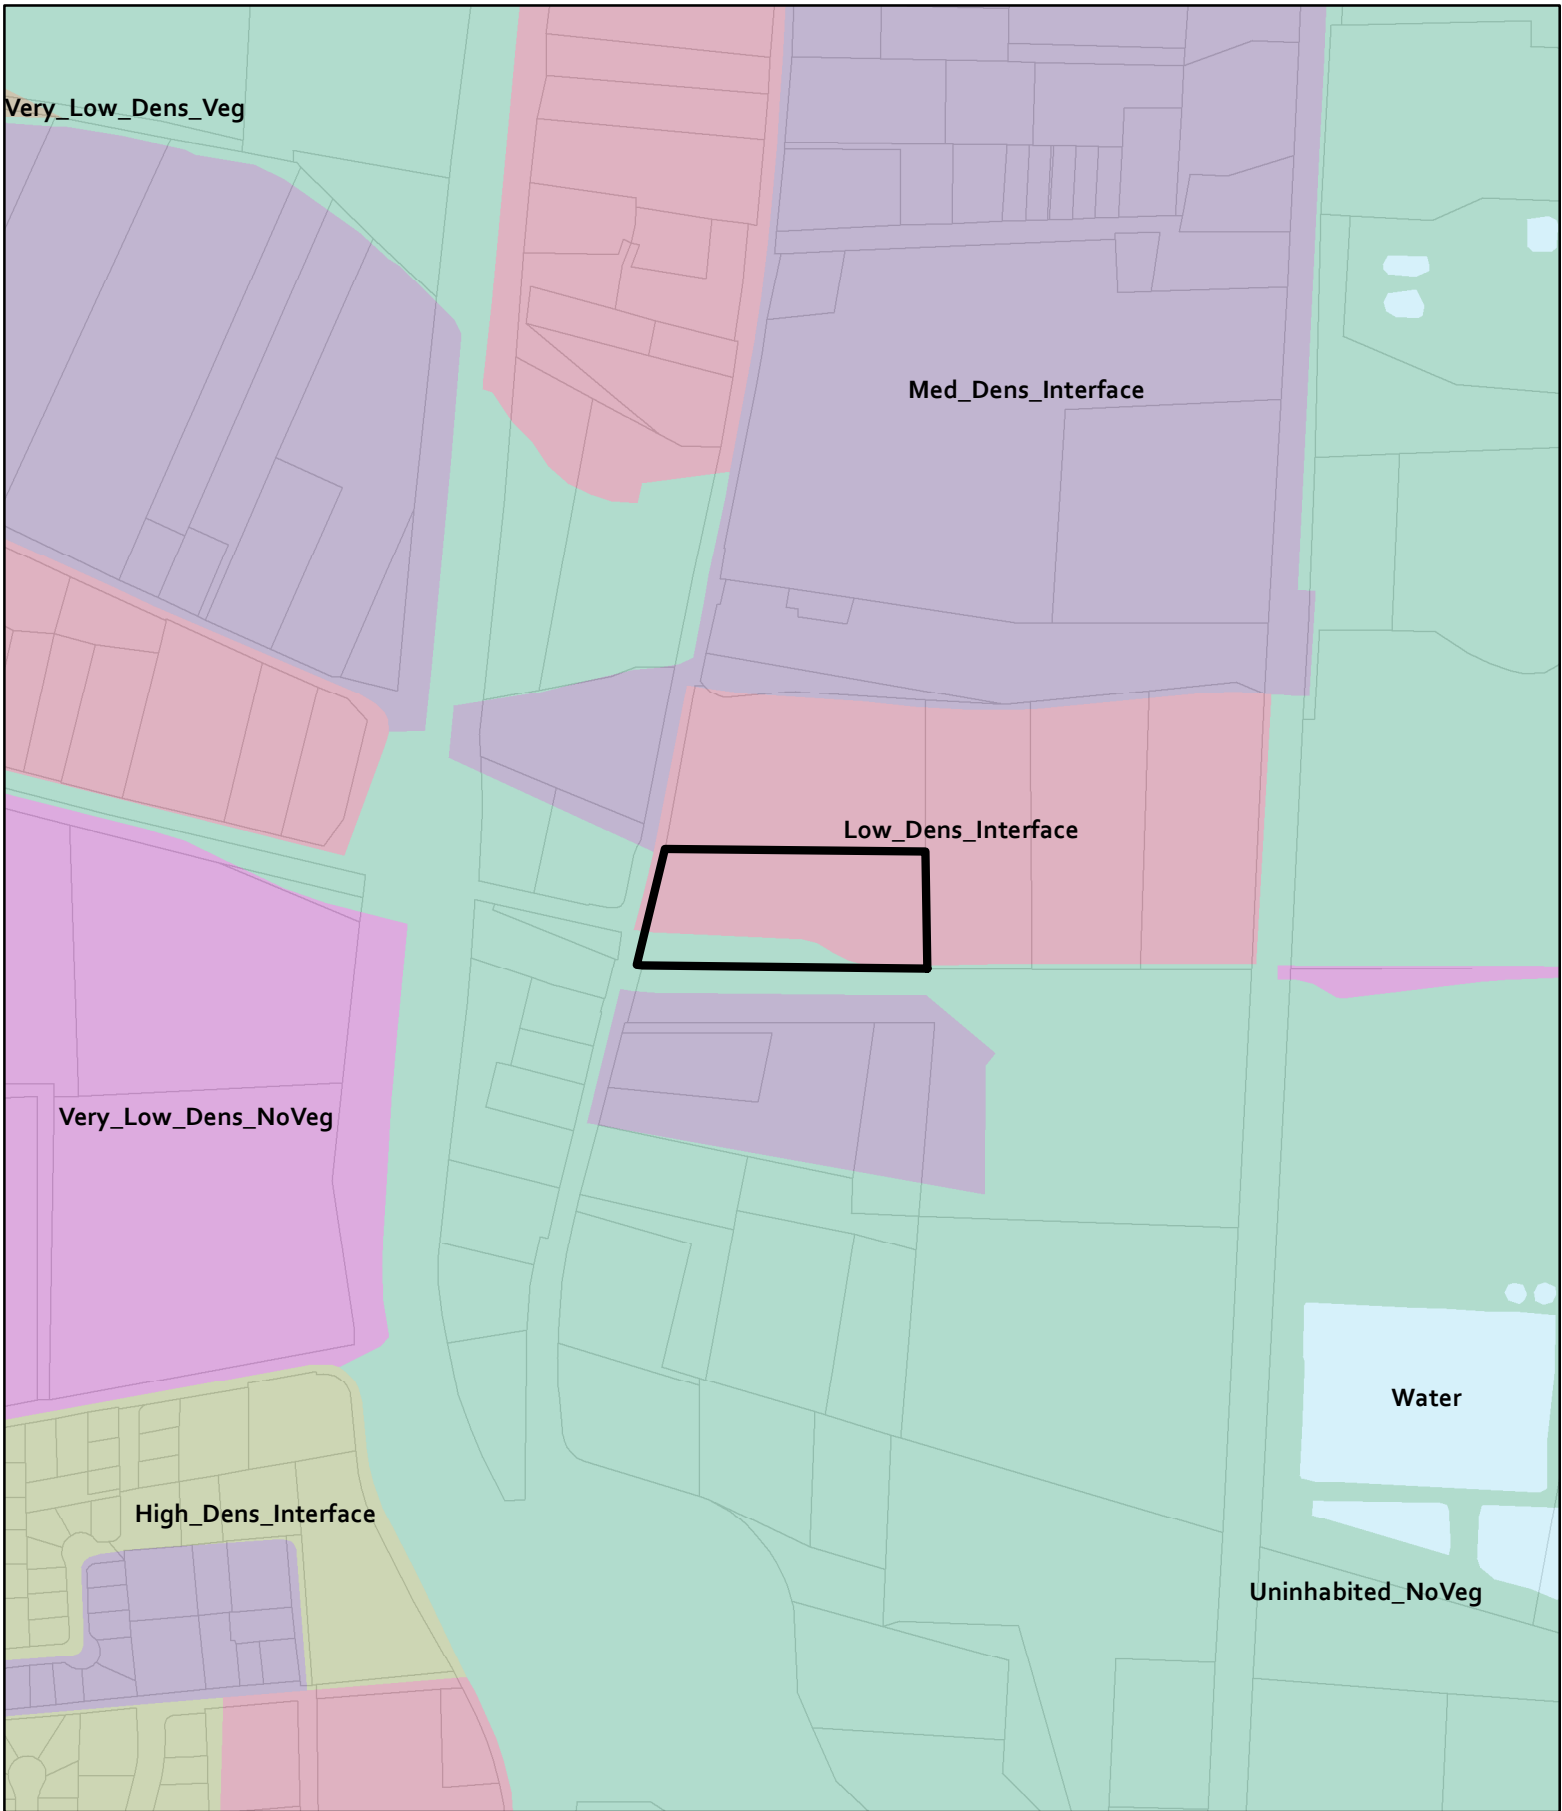 Very_Low_Dens_Veg
Med_Dens_Interface
Low_Dens_Interface
Very_Low_Dens_NoVeg
Water
High_Dens_Interface
Uninhabited_NoVeg